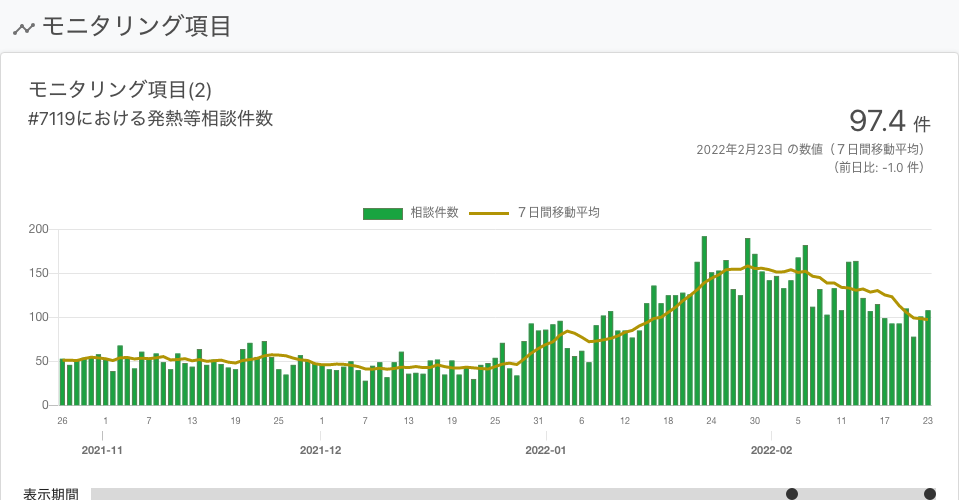 モニタリング項目
モニタリング項目(2)
#7119における発熱等相談件数
97.4 件
2022年2月23日 の数値（７日間移動平均）
（前日比: -1.0 件）
相談件数 ７日間移動平均
200
150
100
50
0
26 1 7 13 19 25 1 7 13 19 25 31 6 12 18 24 30 5 11 17 23
2021-11 2021-12 2022-01 2022-02
表示期間